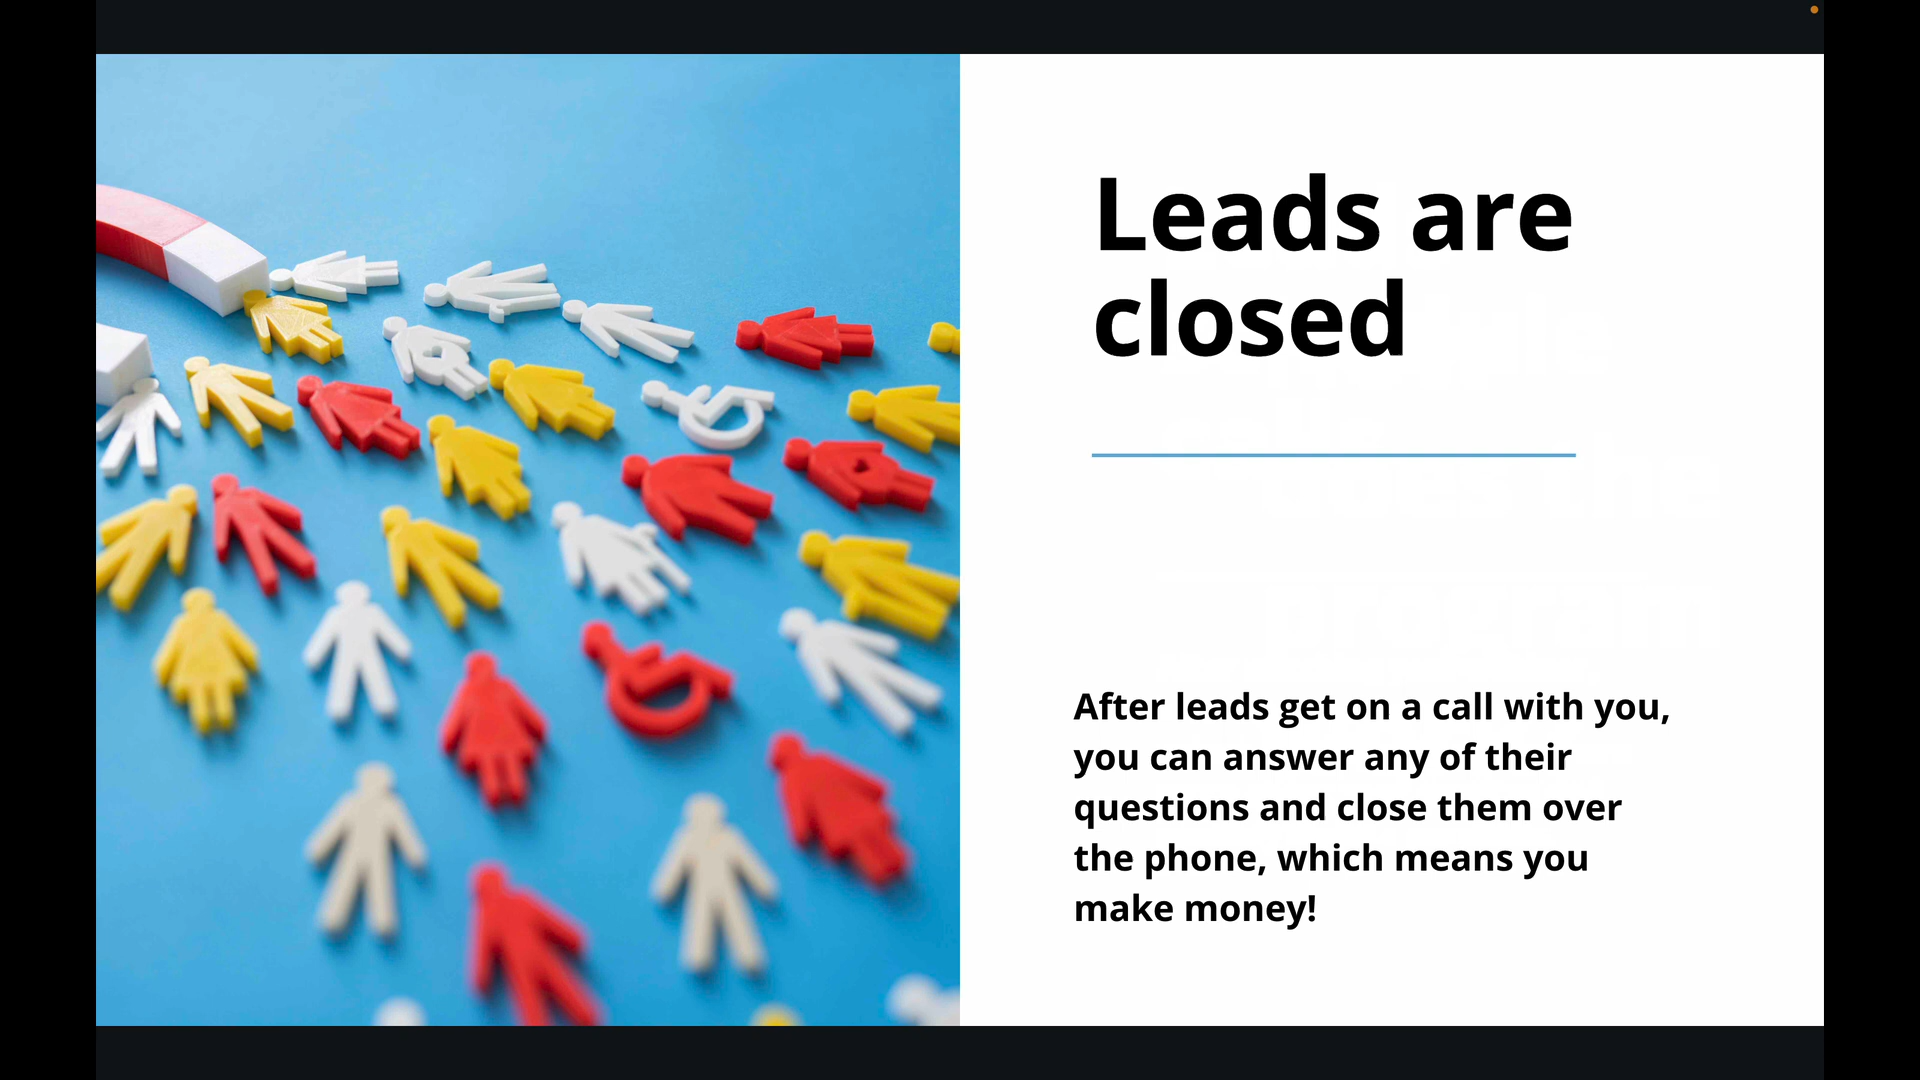 Leads are
closed
After leads get on a call with you,
you can answer any of their
questions and close them over
the phone, which means you
make money!